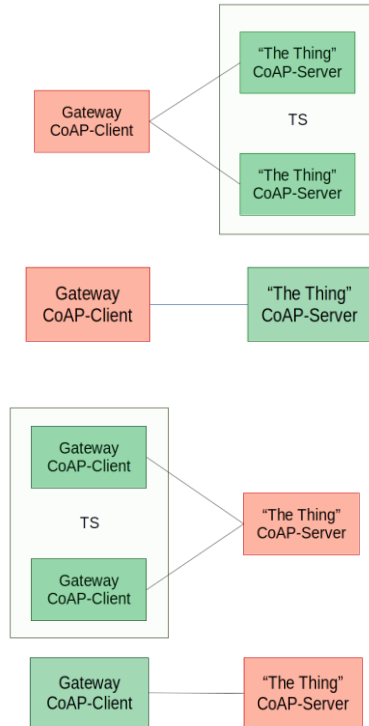 “The Thing”
CoAP-Server
Gateway
CoAP-Client
TS
“The Thing”
CoAP-Server
Gateway
CoAP-Client
“The Thing”
CoAP-Server
Gateway
CoAP-Client
TS
“The Thing”
CoAP-Server
Gateway
CoAP-Client
Gateway
CoAP-Client
“The Thing”
CoAP-Server